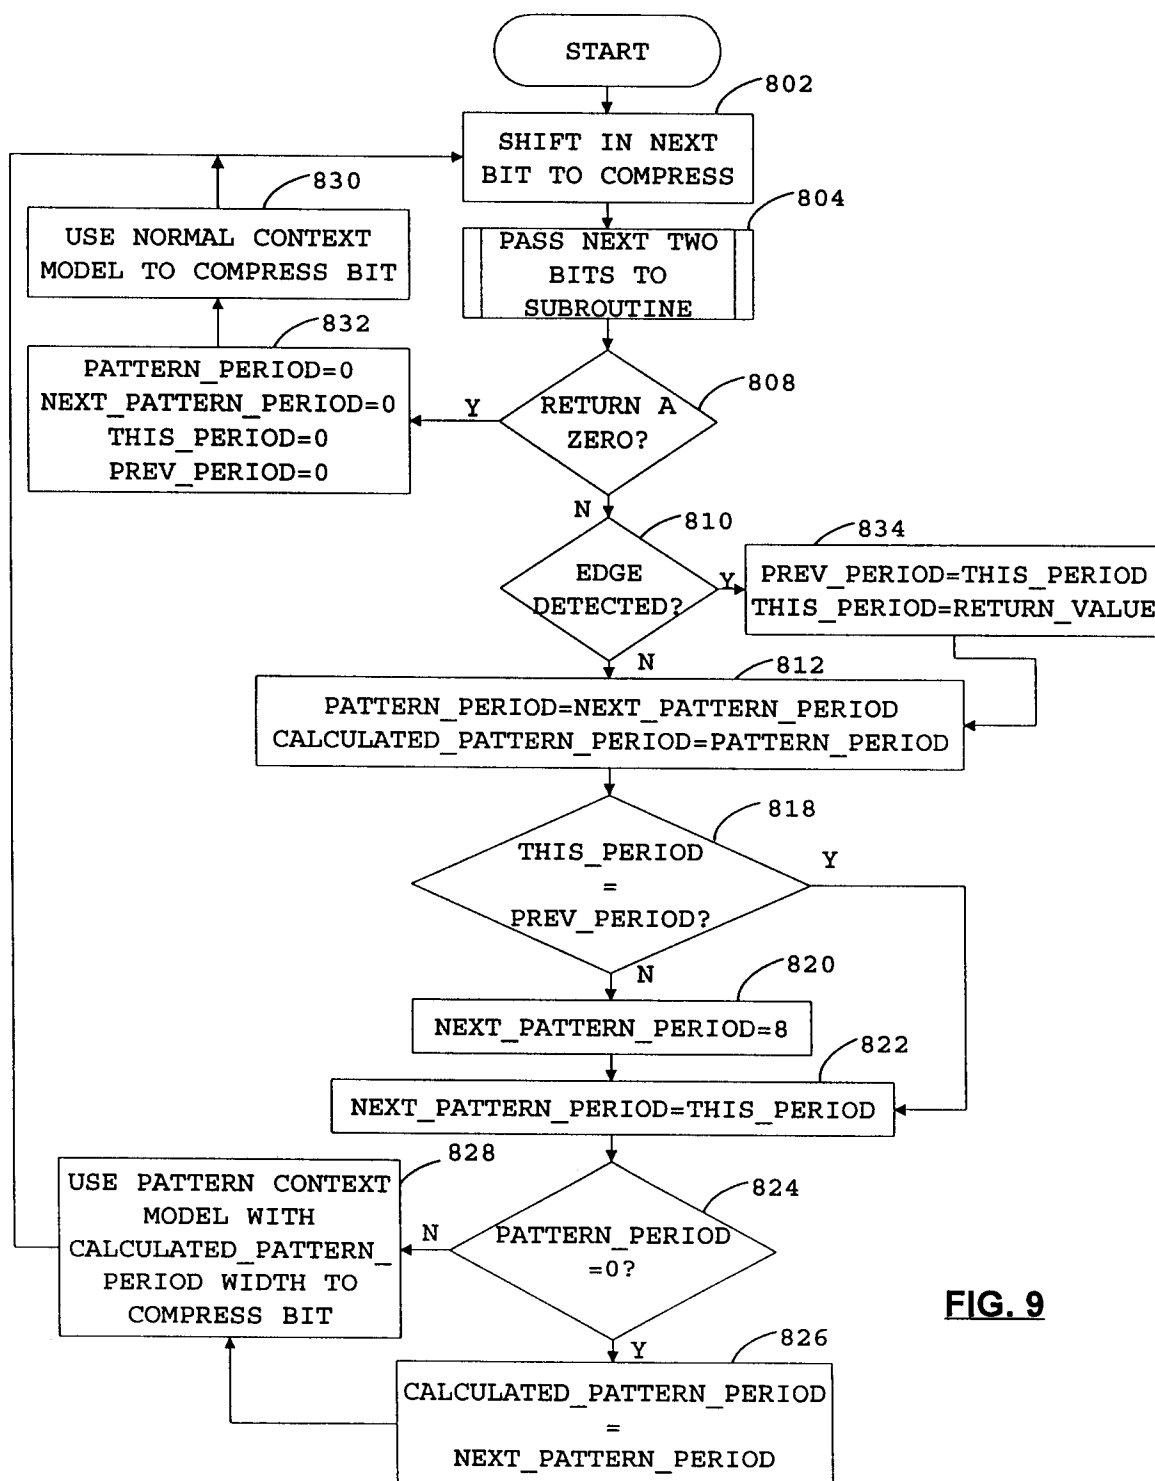 START
802
SHIFT IN NEXT
BIT TO COMPRESS
804
PASS NEXT TWO
BITS TO
SUBROUTINE
830
USE NORMAL CONTEXT
MODEL TO COMPRESS BIT
832
PATTERN_PERIOD=0
NEXT_PATTERN_PERIOD=0
THIS_PERIOD=0
PREV_PERIOD=0
Y
808
RETURN A
ZERO?
N
810
EDGE
DETECTED?
Y
834
PREV_PERIOD=THIS_PERIOD
THIS_PERIOD=RETURN_VALUE
N
812
PATTERN_PERIOD=NEXT_PATTERN_PERIOD
CALCULATED_PATTERN_PERIOD=PATTERN_PERIOD
818
THIS_PERIOD
=
PREV_PERIOD?
Y
N
820
NEXT_PATTERN_PERIOD=8
822
NEXT_PATTERN_PERIOD=THIS_PERIOD
828
USE PATTERN CONTEXT
MODEL WITH
CALCULATED_PATTERN_
PERIOD WIDTH TO
COMPRESS BIT
N
824
PATTERN_PERIOD
=0?
Y
826
CALCULATED_PATTERN_PERIOD
=
NEXT_PATTERN_PERIOD
FIG. 9